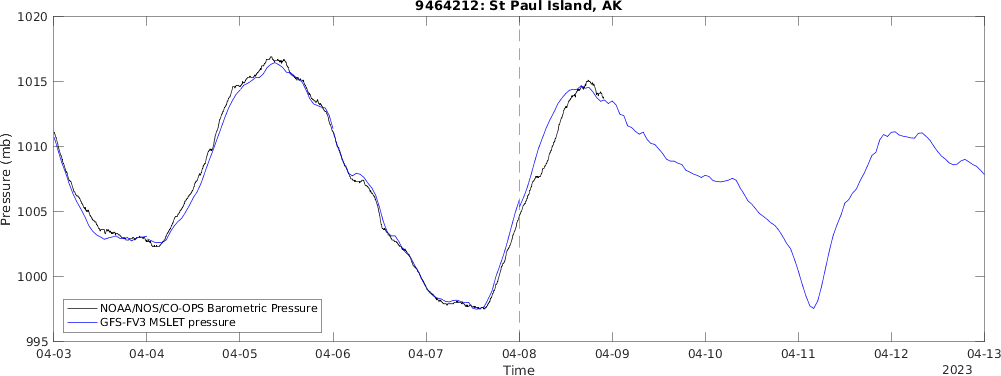 9464212: St Paul Island, AK
Pressure (mb)
1020
1015
1010
1005
1000
995
NOAA/NOS/CO-OPS Barometric Pressure
GFS-FV3 MSLET pressure
04-03 04-04 04-05 04-06 04-07 04-08 04-09 04-10 04-11 04-12 04-13
Time
2023